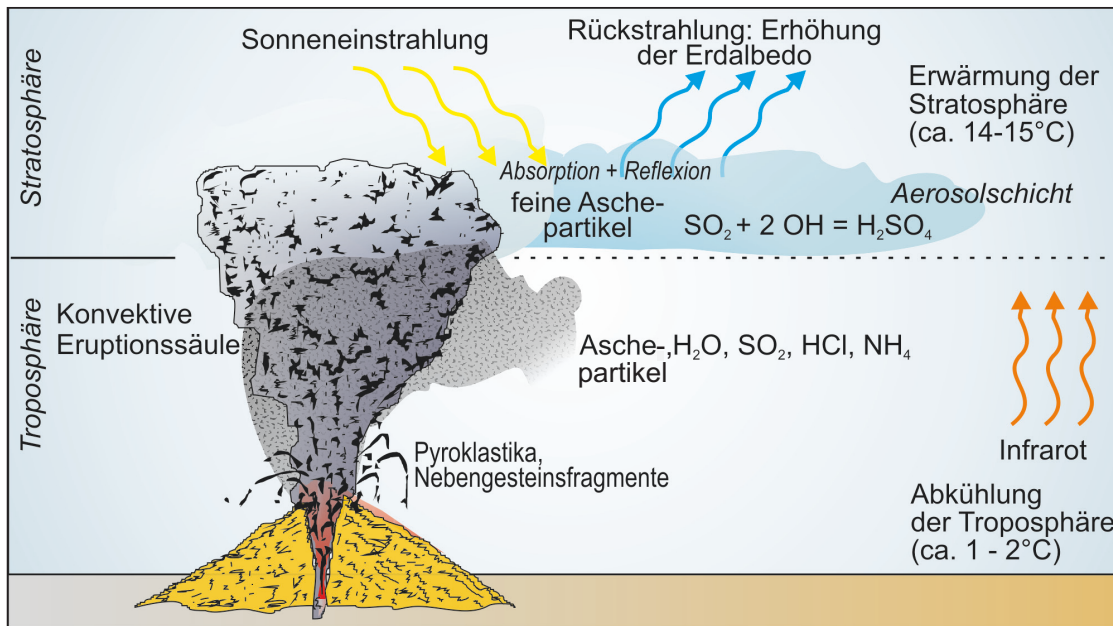 Stratosphäre
Sonneneinstrahlung
Rückstrahlung: Erhöhung
der Erdalbedo
Erwärmung der
Stratosphäre
(ca. 14-15°C)
Absorption + Reflexion
feine Asche-
partikel
SO₂ + 2 OH = H₂SO₄
Aerosolschicht
Troposphäre
Konvektive
Eruptionssäule
Asche-,H₂O, SO₂, HCl, NH₄
partikel
Pyroklastika,
Nebengesteinsfragmente
Infrarot
Abkühlung
der Troposphäre
(ca. 1 - 2°C)